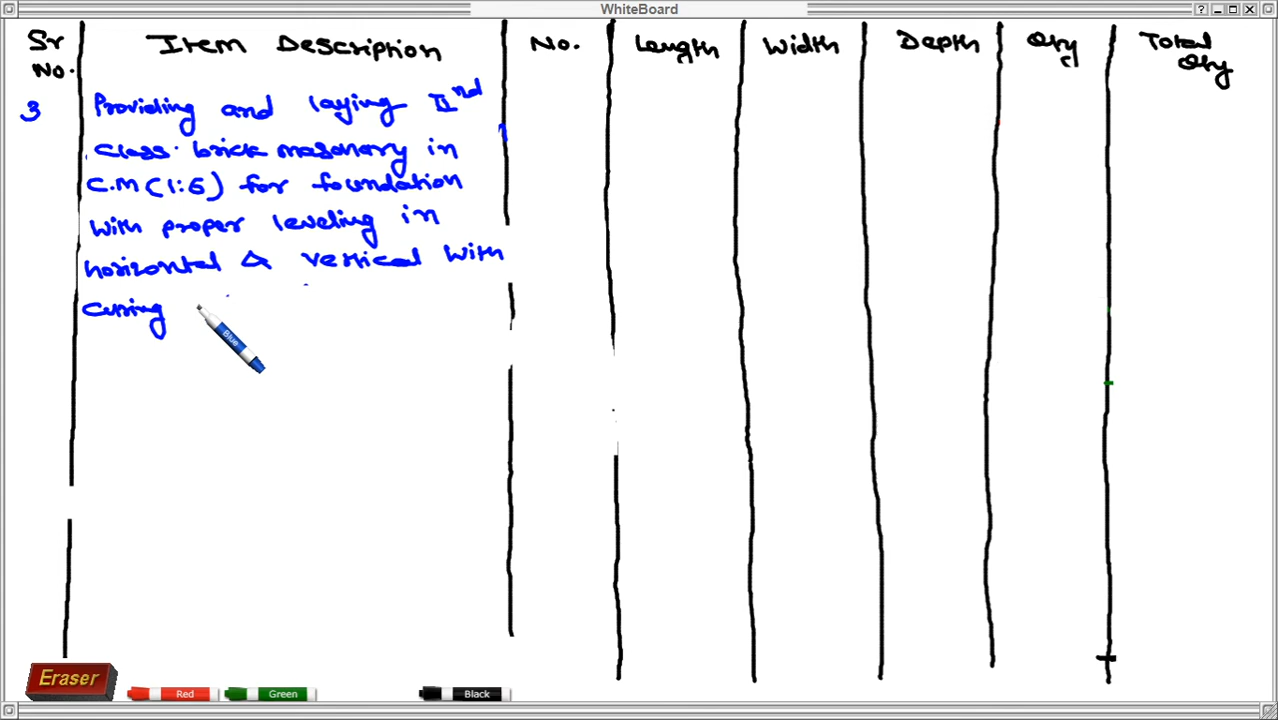 WhiteBoard
Sr No. Item Description No. Length Width Depth Qty Total Qty
3 Providing and laying IInd
class brick masonery in
C.M (1:6) for foundation
with proper leveling in
horizontal & vertical with
curing
Blue
Eraser Red Green Black